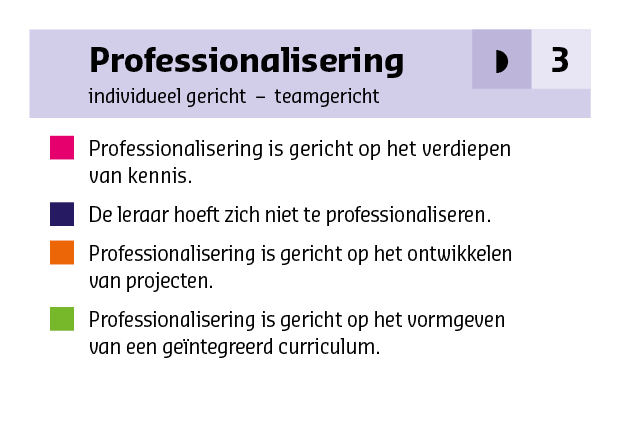 Professionalisering
3
individueel gericht – teamgericht
Professionalisering is gericht op het verdiepen
van kennis.
De leraar hoeft zich niet te professionaliseren.
Professionalisering is gericht op het ontwikkelen
van projecten.
Professionalisering is gericht op het vormgeven
van een geïntegreerd curriculum.